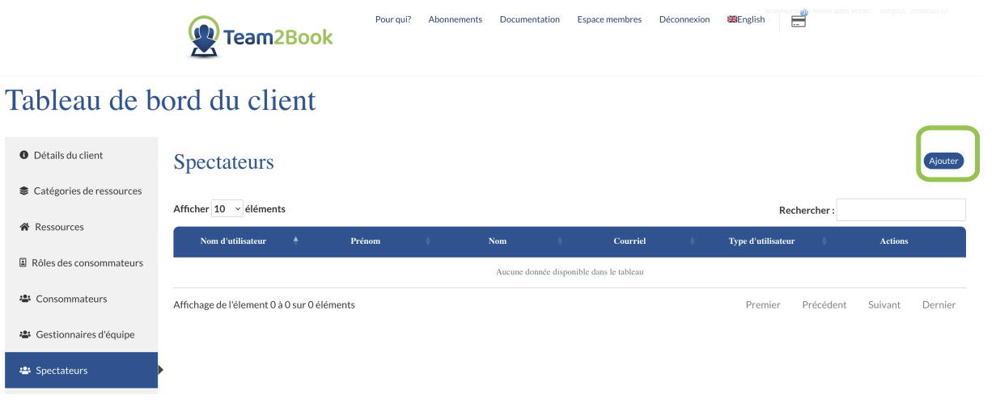 Team2Book
Pour qui? Abonnements Documentation Espace membres Déconnexion English
Tableau de bord du client
Détails du client
Catégories de ressources
Ressources
Rôles des consommateurs
Consommateurs
Gestionnaires d'équipe
Spectateurs
Spectateurs
Ajouter
Afficher 10 éléments
Rechercher :
Nom d'utilisateur Prénom Nom Courriel Type d'utilisateur Actions
Aucune donnée disponible dans le tableau
Affichage de l'élement 0 à 0 sur 0 éléments
Premier Précédent Suivant Dernier